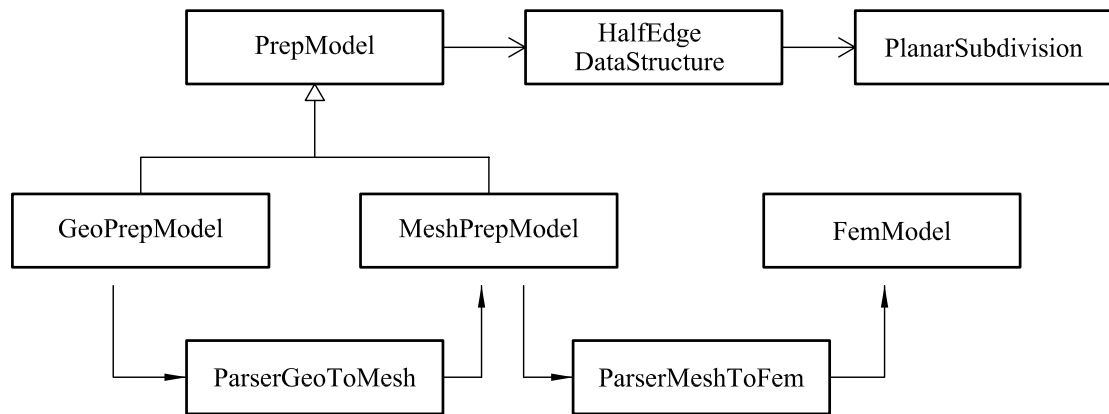 PrepModel
HalfEdge
DataStructure
PlanarSubdivision
GeoPrepModel
MeshPrepModel
FemModel
ParserGeoToMesh
ParserMeshToFem